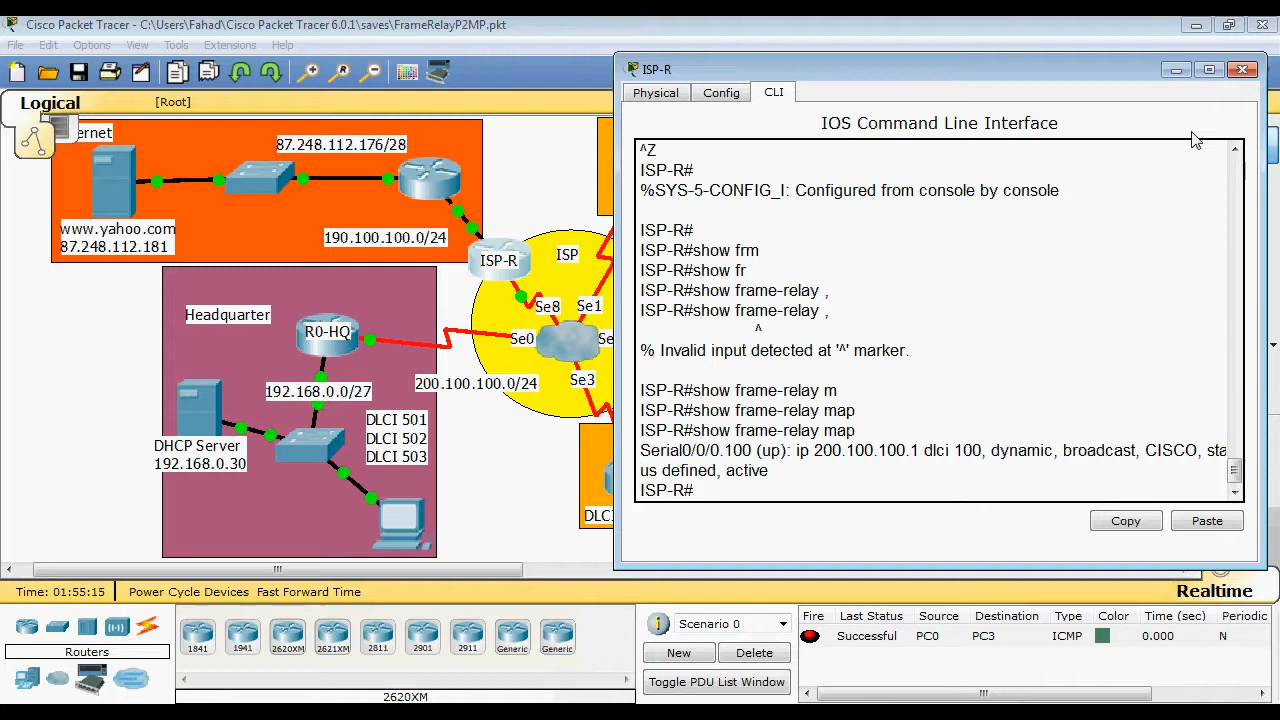 Cisco Packet Tracer - C:\Users\Fahad\Cisco Packet Tracer 6.0.1\saves\FrameRelayP2MP.pkt
File Edit Options View Tools Extensions Help
Logical
[Root]
ernet
87.248.112.176/28
www.yahoo.com
87.248.112.181
190.100.100.0/24
ISP-R
ISP
Se8
Se1
Headquarter
R0-HQ
Se0
Se
Se3
192.168.0.0/27
200.100.100.0/24
DLCI 501
DLCI 502
DLCI 503
DHCP Server
192.168.0.30
DLCI
ISP-R
Physical Config CLI
IOS Command Line Interface
^Z
ISP-R#
%SYS-5-CONFIG_I: Configured from console by console
ISP-R#
ISP-R#show frm
ISP-R#show fr
ISP-R#show frame-relay ,
ISP-R#show frame-relay ,
^
% Invalid input detected at '^' marker.
ISP-R#show frame-relay m
ISP-R#show frame-relay map
ISP-R#show frame-relay map
Serial0/0/0.100 (up): ip 200.100.100.1 dlci 100, dynamic, broadcast, CISCO, sta
us defined, active
ISP-R#
Copy Paste
Time: 01:55:15 Power Cycle Devices Fast Forward Time
Realtime
Routers
1841 1941 2620XM 2621XM 2811 2901 2911 Generic Generic
2620XM
Scenario 0
New Delete
Toggle PDU List Window
Fire Last Status Source Destination Type Color Time (sec) Periodic
Successful PC0 PC3 ICMP 0.000 N